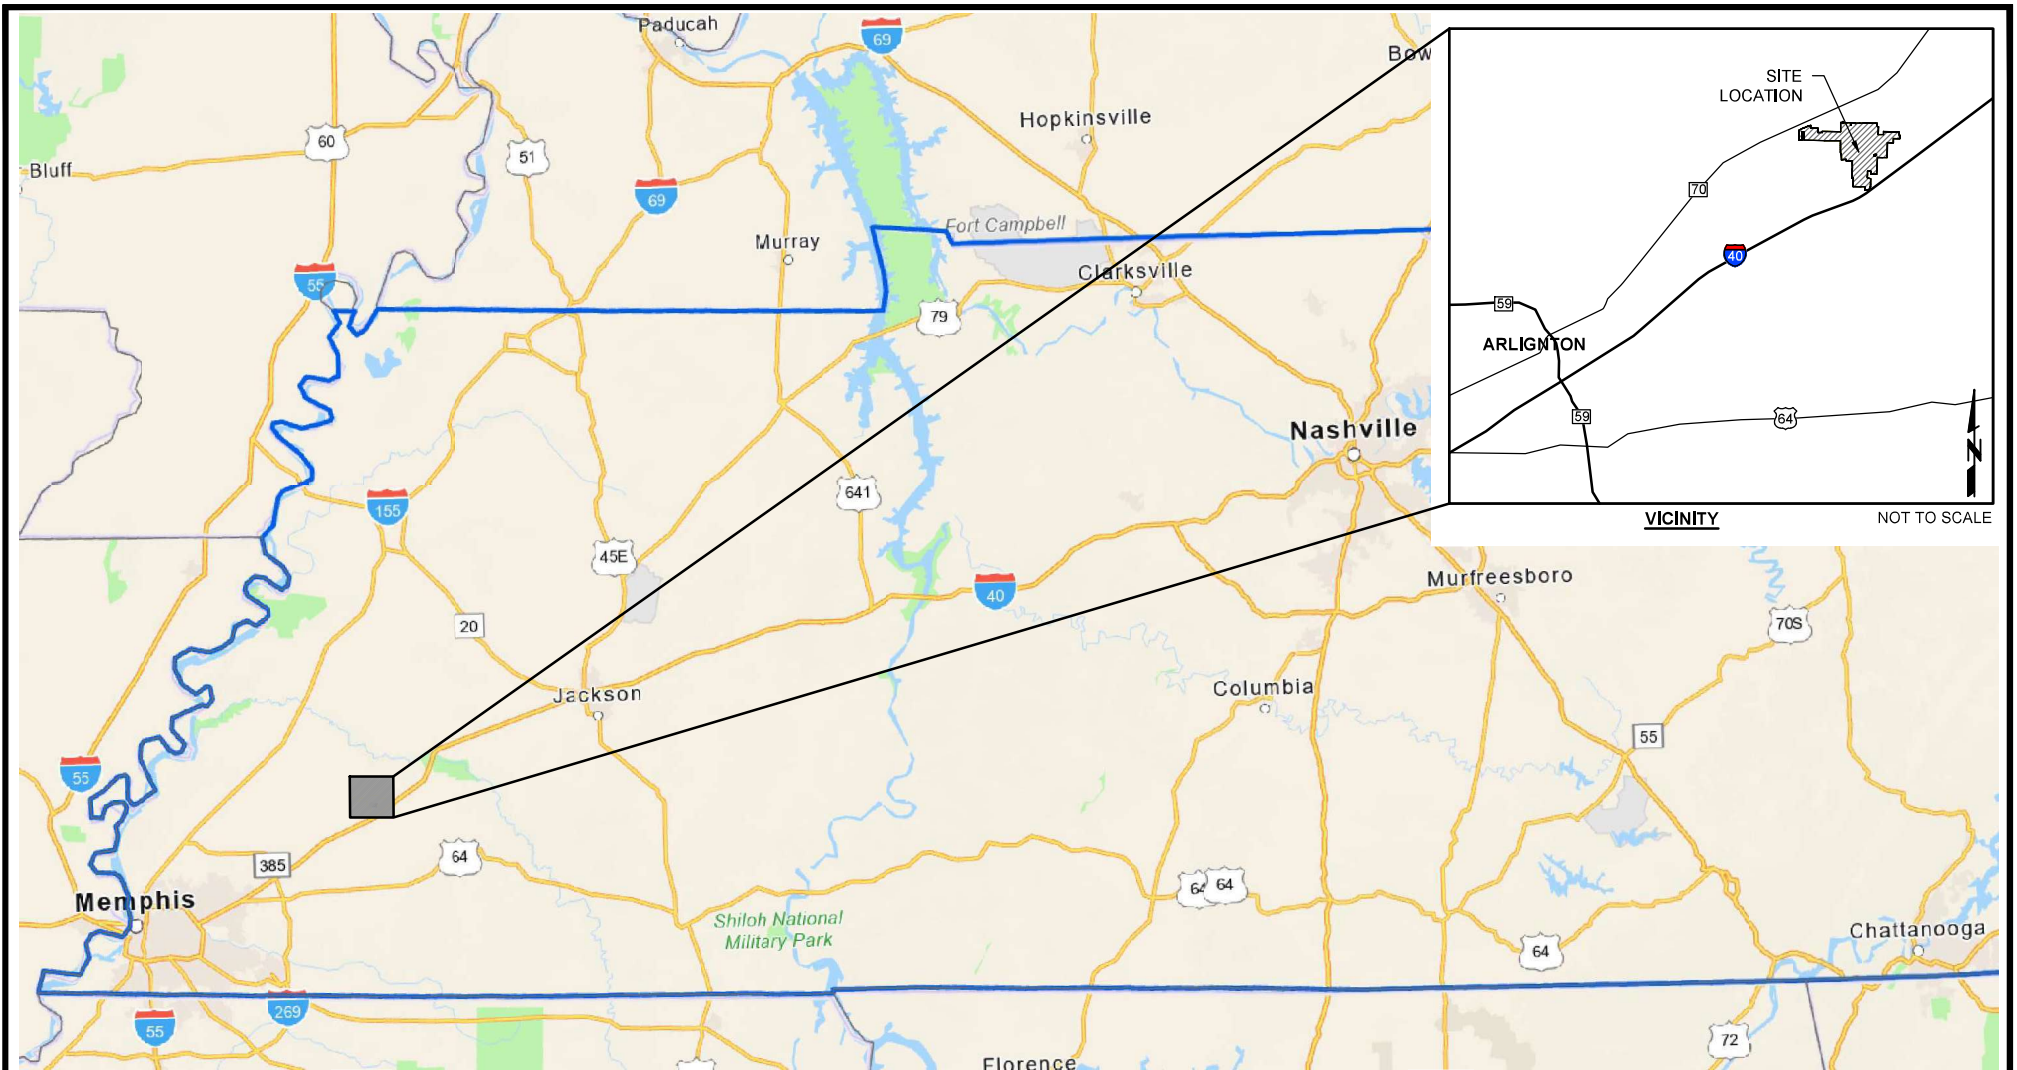 Paducah
69
Bow
SITE
LOCATION
Hopkinsville
60
51
Bluff
69
70
Fort Campbell
Murray
40
55
Clarksville
59
79
ARLIGNTON
59
64
Nashville
N
641
155
VICINITY
NOT TO SCALE
45E
40
Murfreesboro
20
70S
Jackson
Columbia
55
55
385
64
64
64
Memphis
Shiloh National
Military Park
64
Chattanooga
269
55
72
Florence